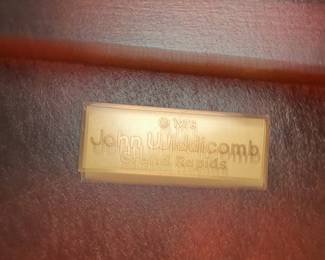 John Widdicomb
Grand Rapids